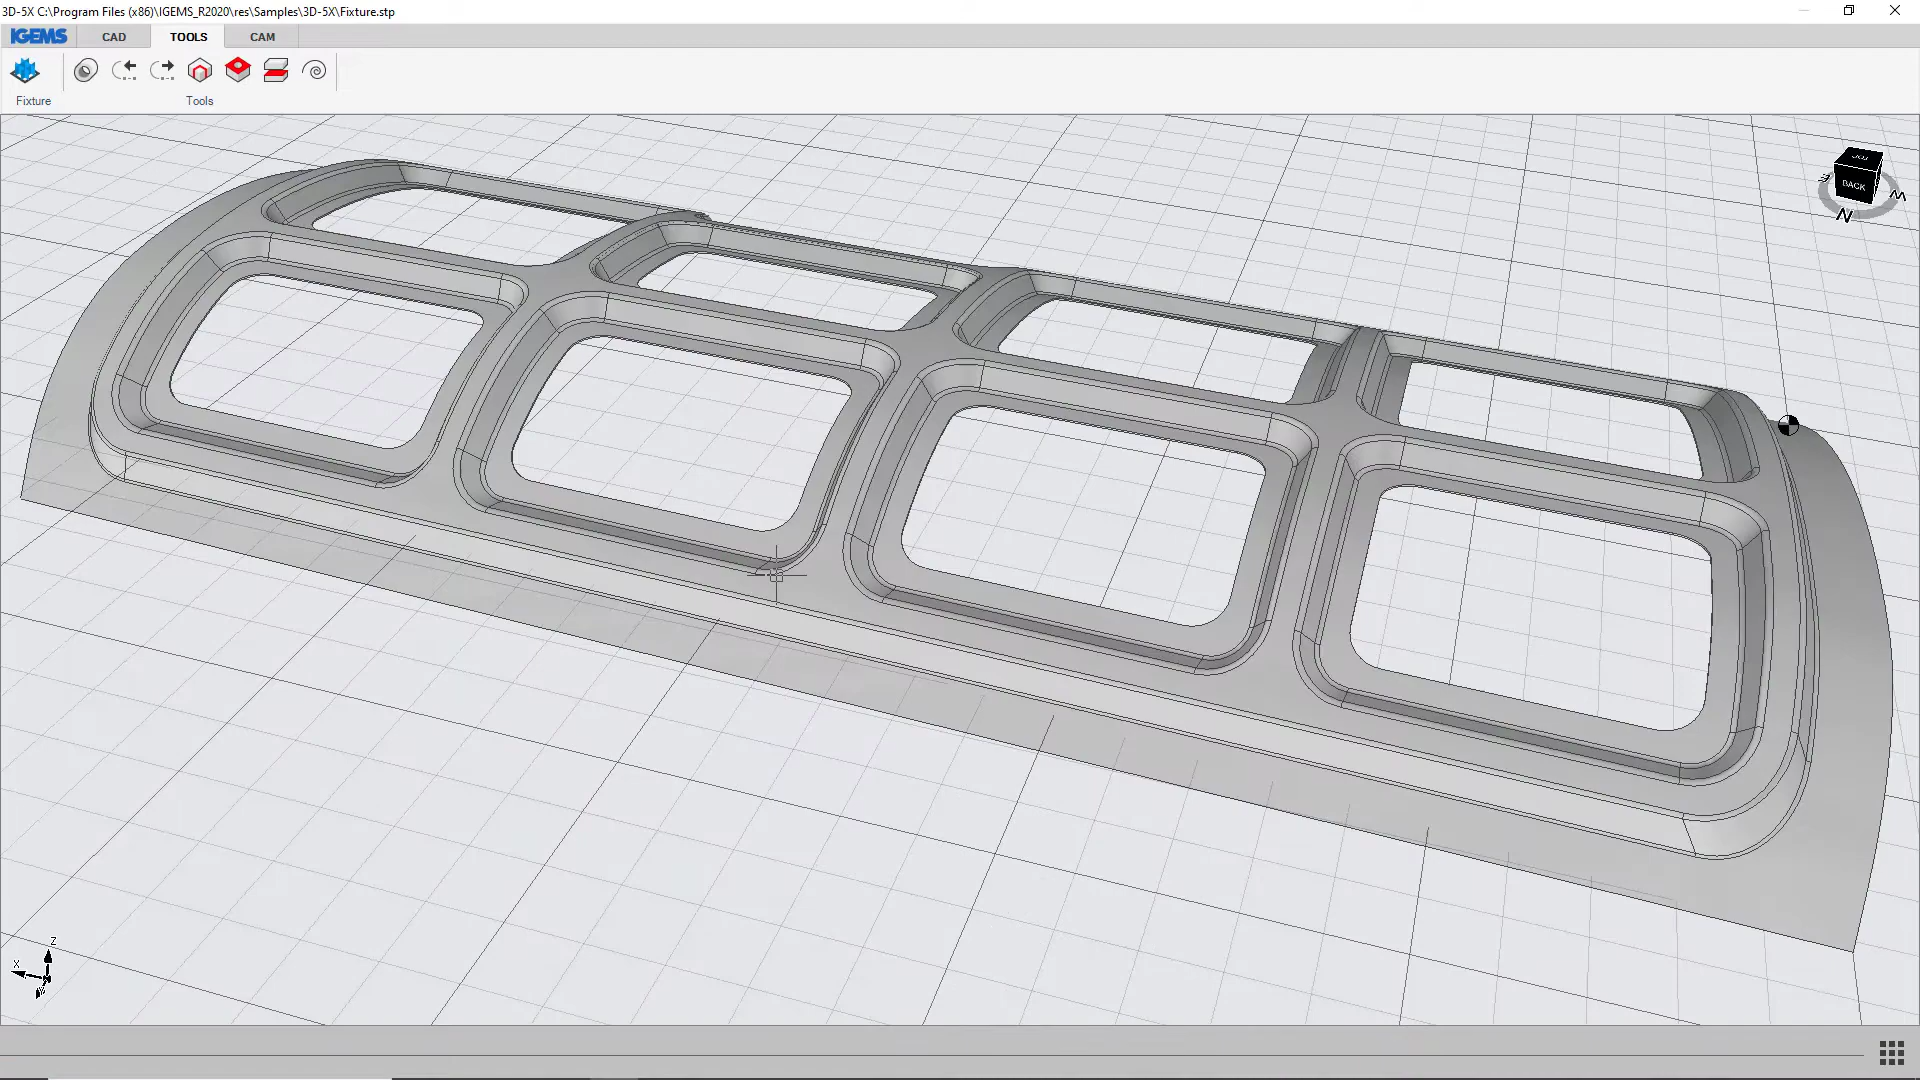 3D-5X C:\Program Files (x86)\IGEMS_R2020\res\Samples\3D-5X\Fixture.stp
IGEMS CAD TOOLS CAM
Fixture Tools
TOP
BACK
N
Z
X